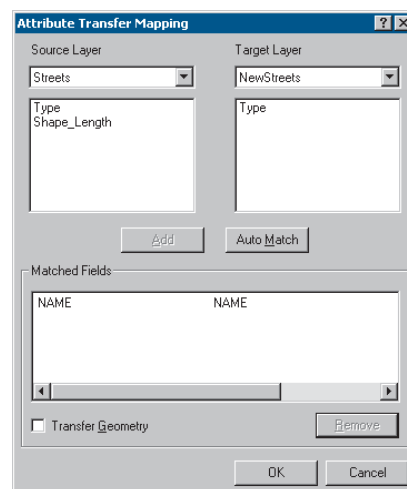 Attribute Transfer Mapping
Source Layer Target Layer
Streets NewStreets
Type Type
Shape_Length
Add Auto Match
Matched Fields
NAME NAME
Transfer Geometry Remove
OK Cancel